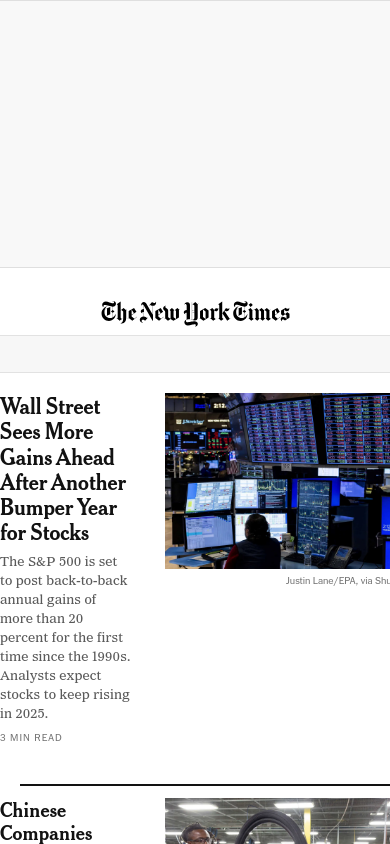 The New York Times
Wall Street
Sees More
Gains Ahead
After Another
Bumper Year
for Stocks
The S&P 500 is set
to post back-to-back
annual gains of
more than 20
percent for the first
time since the 1990s.
Analysts expect
stocks to keep rising
in 2025.
3 MIN READ
Justin Lane/EPA, via Shu
Chinese
Companies